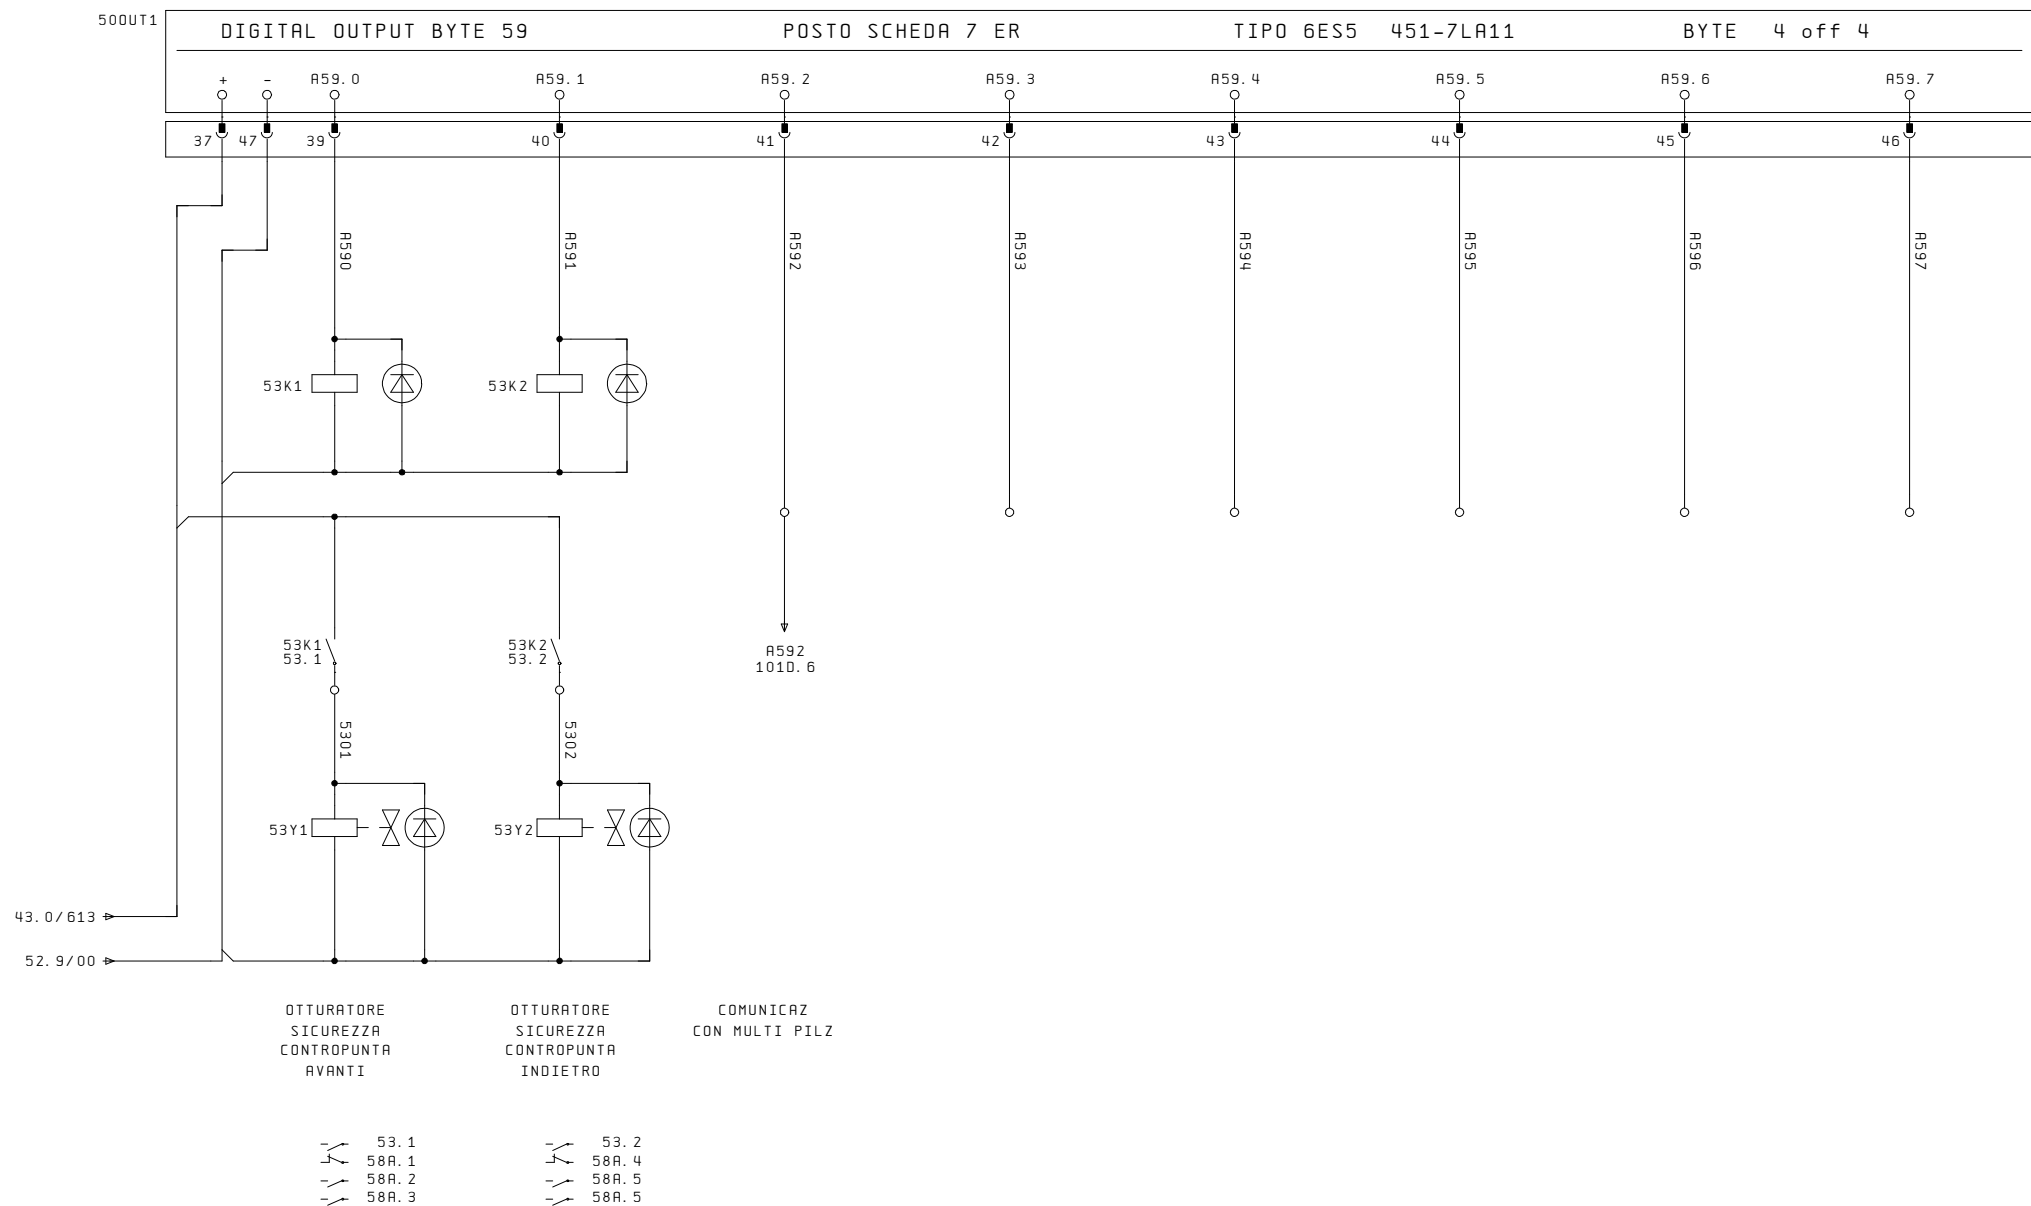 500UT1
DIGITAL OUTPUT BYTE 59 POSTO SCHEDA 7 ER TIPO 6ES5 451-7LA11 BYTE 4 off 4
+ - A59.0 A59.1 A59.2 A59.3 A59.4 A59.5 A59.6 A59.7
37 47 39 40 41 42 43 44 45 46
A590 A591 A592 A593 A594 A595 A596 A597
53K1 53K2
53K1 53K2
53.1 53.2
A592
101D.6
5301 5302
53Y1 53Y2
43.0/613
52.9/00
OTTURATORE OTTURATORE COMUNICAZ
SICUREZZA SICUREZZA CON MULTI PILZ
CONTROPUNTA CONTROPUNTA
AVANTI INDIETRO
53.1 53.2
58A.1 58A.4
58A.2 58A.5
58A.3 58A.5